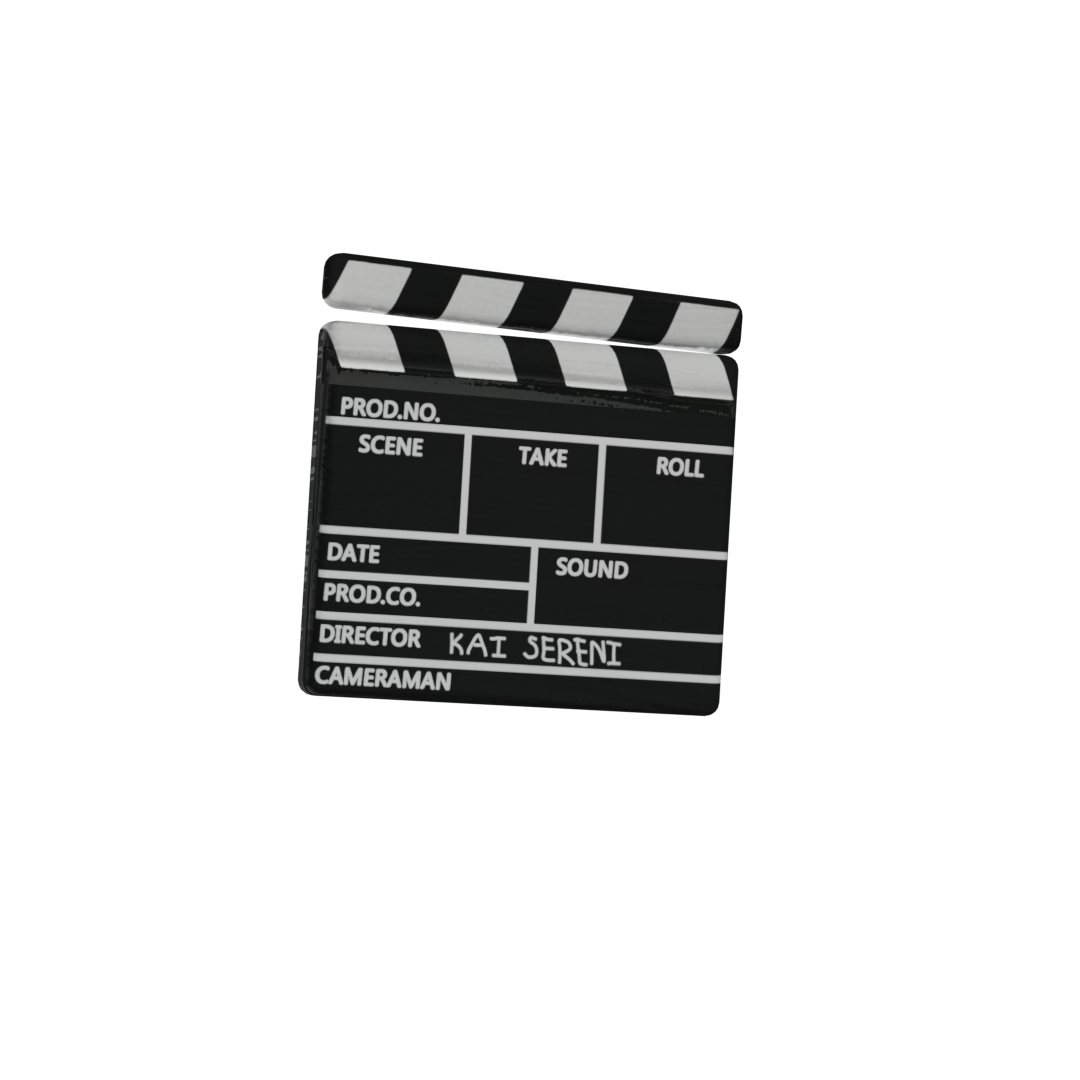 PROD.NO.
SCENE TAKE ROLL
DATE SOUND
PROD.CO.
DIRECTOR KAI SERENI
CAMERAMAN